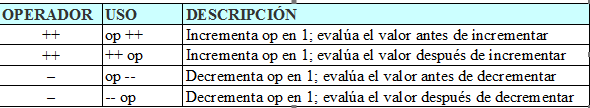 OPERADOR USO DESCRIPCIÓN
++ op ++ Incrementa op en 1; evalúa el valor antes de incrementar
++ ++ op Incrementa op en 1; evalúa el valor después de incrementar
– op -- Decrementa op en 1; evalúa el valor antes de decrementar
– -- op Decrementa op en 1; evalúa el valor después de decrementar